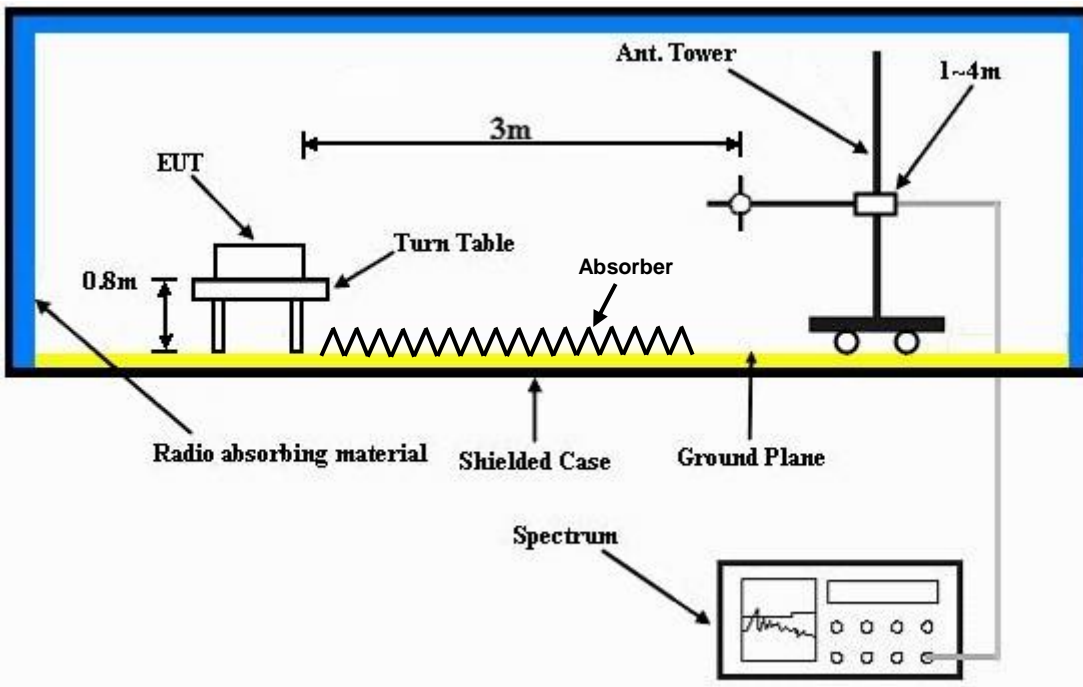 Ant. Tower
1~4m
3m
EUT
Turn Table
Absorber
0.8m
Radio absorbing material
Shielded Case
Ground Plane
Spectrum